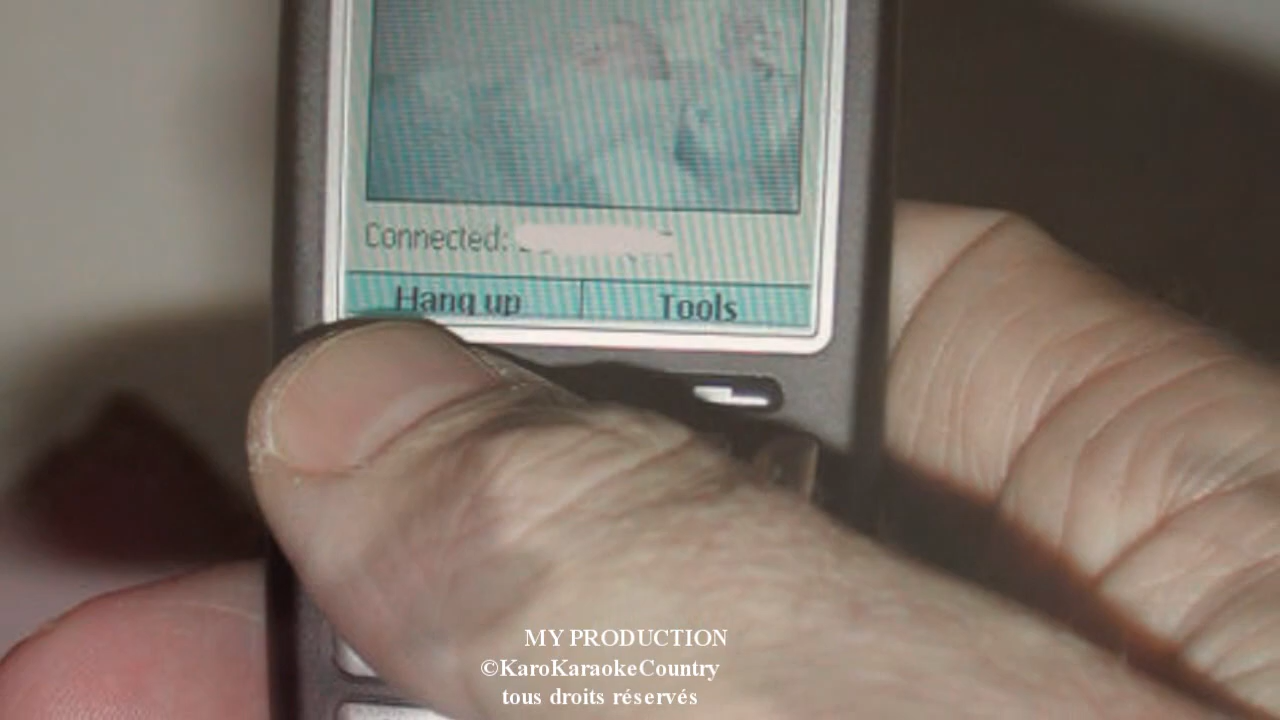 Connected:
Hang up Tools
MY PRODUCTION
©KaroKaraokeCountry
tous droits réservés